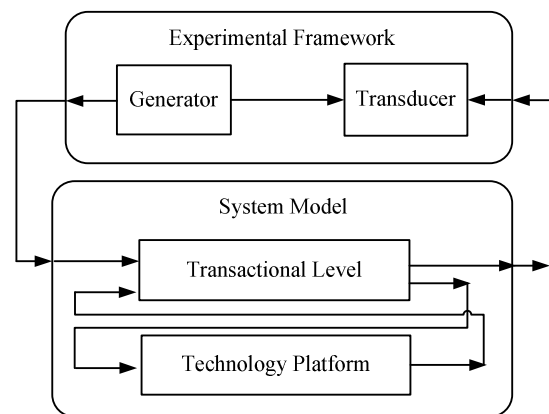 Experimental Framework
Generator
Transducer
System Model
Transactional Level
Technology Platform